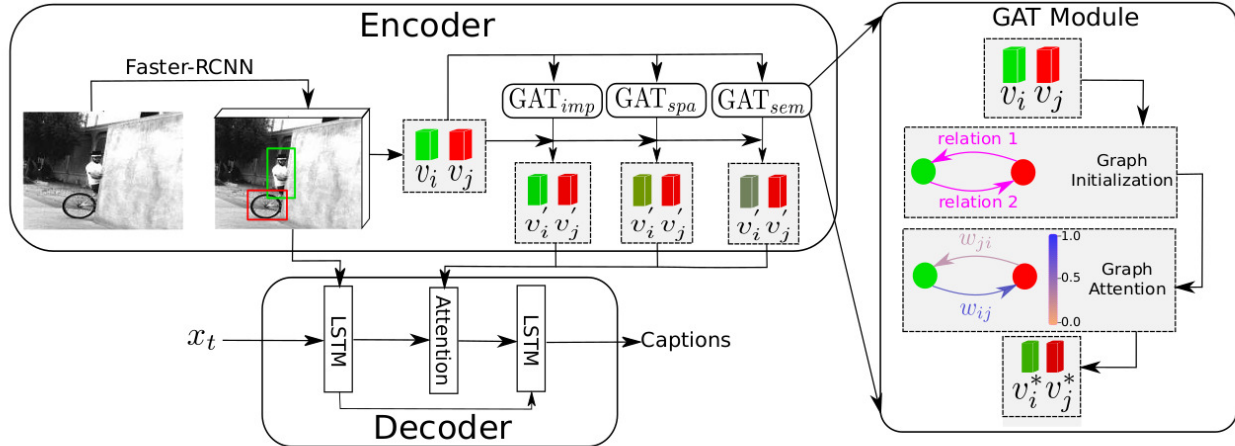 Encoder
Faster-RCNN
GAT_imp
GAT_spa
GAT_sem
v_i v_j
v_i' v_j'
v_i' v_j'
v_i' v_j'
x_t
LSTM
Attention
LSTM
Captions
Decoder
GAT Module
v_i v_j
relation 1
relation 2
Graph
Initialization
w_ji
w_ij
1.0
0.5
0.0
Graph
Attention
v_i^* v_j^*